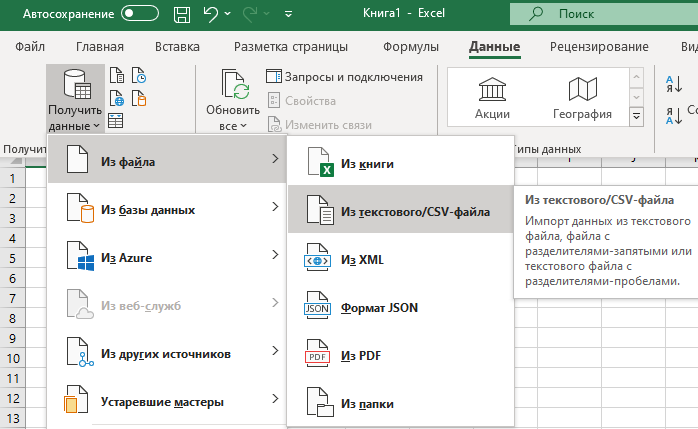 Автосохранение
Книга1 - Excel
Поиск
Файл
Главная
Вставка
Разметка страницы
Формулы
Данные
Рецензирование
Ви
Получить данные
Обновить все
Запросы и подключения
Свойства
Изменить связи
Акции
География
А
Я
Я
А
Со
Получит
Типы данных
Из файла
Из базы данных
Из Azure
Из веб-служб
Из других источников
Устаревшие мастеры
Из книги
Из текстового/CSV-файла
Из XML
Формат JSON
PDF
Из PDF
Из папки
Из текстового/CSV-файла
Импорт данных из текстового
файла, файла с
разделителями-запятыми или
текстового файла с
разделителями-пробелами.
1
2
3
4
5
6
7
8
9
10
11
12
13